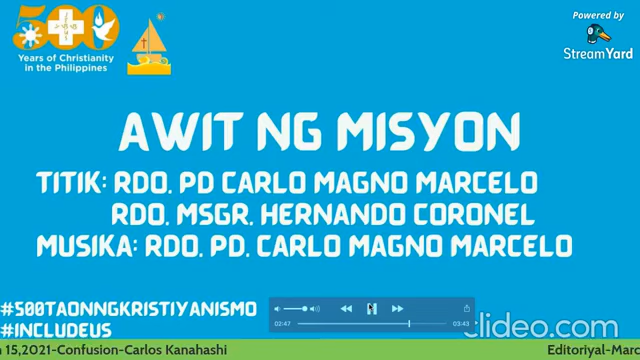 500
Years of Christianity
in the Philippines
Powered by
StreamYard
AWIT NG MISYON
TITIK: RDO. PD CARLO MAGNO MARCELO
RDO. MSGR. HERNANDO CORONEL
MUSIKA: RDO. PD. CARLO MAGNO MARCELO
#500TAONNGKRISTIYANISMO
#INCLUDEUS
02:47
03:43
clideo.com
15,2021-Confusion-Carlos Kanahashi
Editoriyal-Marc